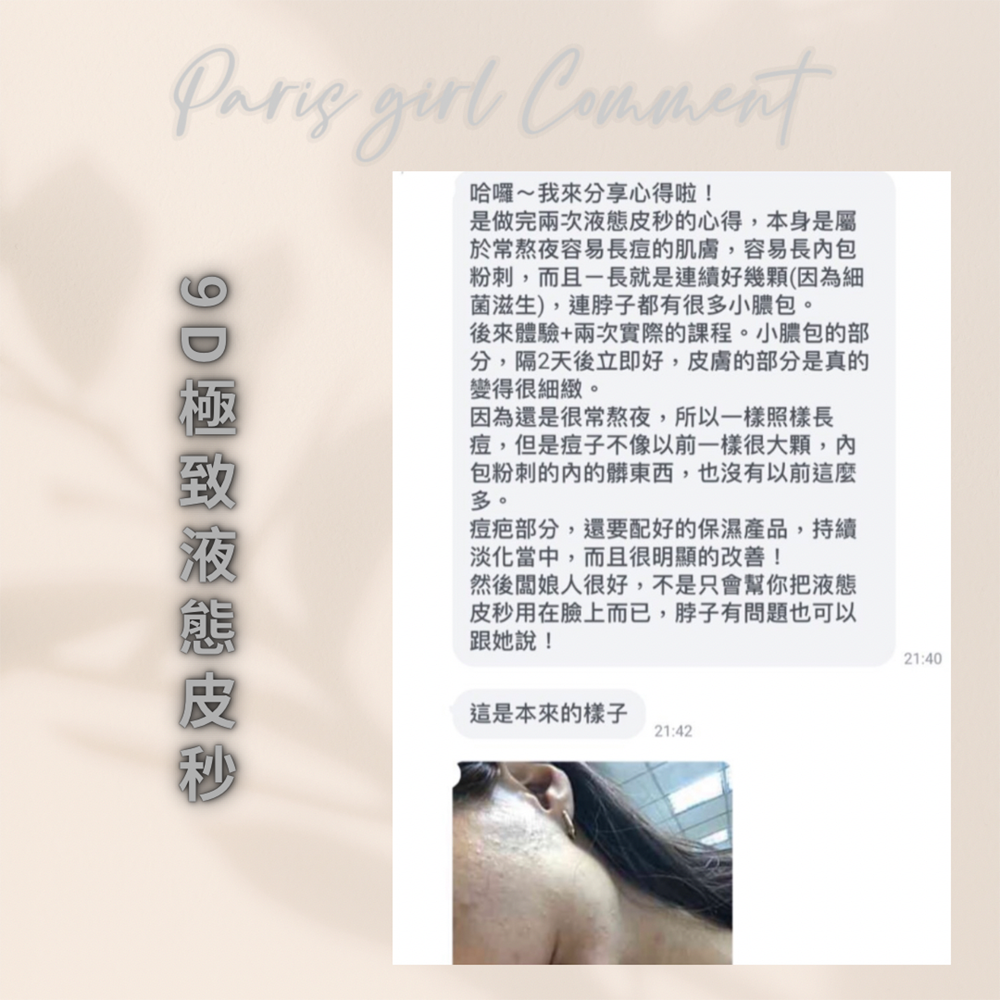 Paris girl Comment
9D極致液態皮秒
哈囉～我來分享心得啦！
是做完兩次液態皮秒的心得，本身是屬
於常熬夜容易長痘的肌膚，容易長內包
粉刺，而且一長就是連續好幾顆(因為細
菌滋生)，連脖子都有很多小膿包。
後來體驗+兩次實際的課程。小膿包的部
分，隔2天後立即好，皮膚的部分是真的
變得很細緻。
因為還是很常熬夜，所以一樣照樣長
痘，但是痘子不像以前一樣很大顆，內
包粉刺的內的髒東西，也沒有以前這麼
多。
痘疤部分，還要配好的保濕產品，持續
淡化當中，而且很明顯的改善！
然後闆娘人很好，不是只會幫你把液態
皮秒用在臉上而已，脖子有問題也可以
跟她說！
21:40
這是本來的樣子
21:42